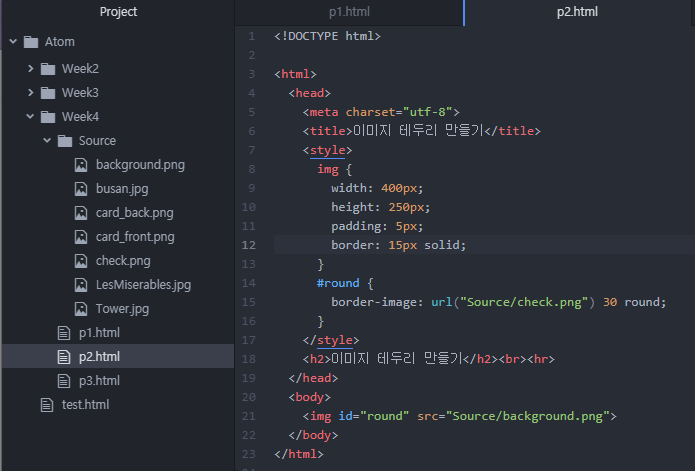 Project
Atom
Week2
Week3
Week4
Source
background.png
busan.jpg
card_back.png
card_front.png
check.png
LesMiserables.jpg
Tower.jpg
p1.html
p2.html
p3.html
test.html
p1.html
p2.html
1 <!DOCTYPE html>
2
3 <html>
4 <head>
5 <meta charset="utf-8">
6 <title>이미지 테두리 만들기</title>
7 <style>
8 img {
9 width: 400px;
10 height: 250px;
11 padding: 5px;
12 border: 15px solid;
13 }
14 #round {
15 border-image: url("Source/check.png") 30 round;
16 }
17 </style>
18 <h2>이미지 테두리 만들기</h2><br><hr>
19 </head>
20 <body>
21 <img id="round" src="Source/background.png">
22 </body>
23 </html>